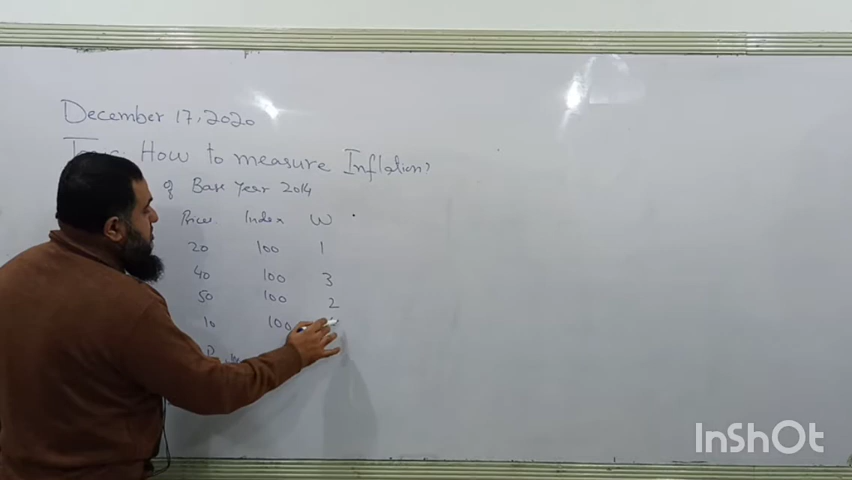 December 17, 2020
How to measure Inflation?
of Base Year 2014
Prices Index W
20 100 1
40 100 3
50 100 2
10 100
InShOt